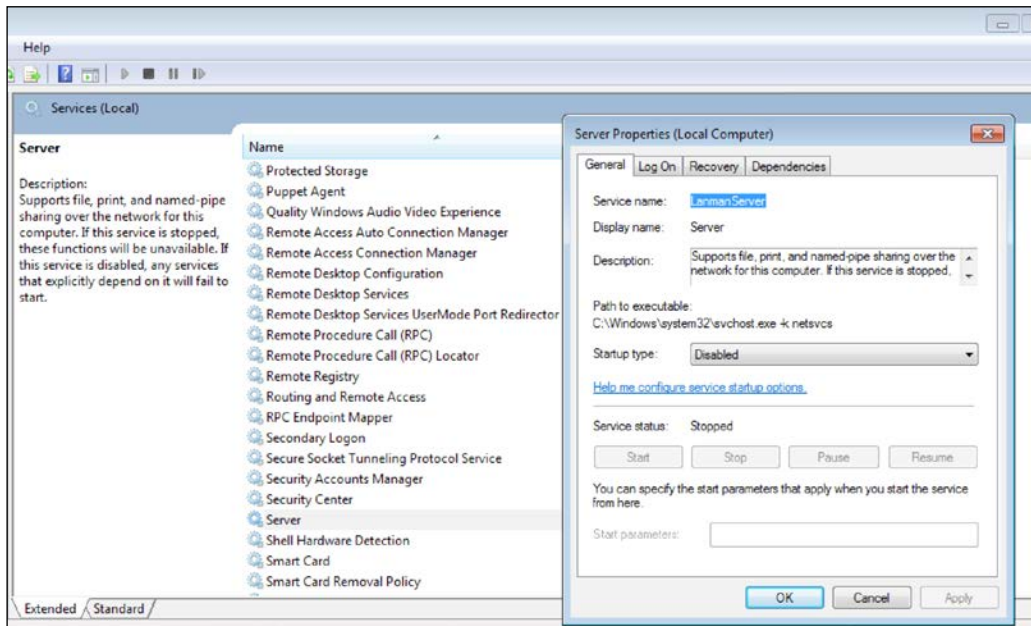 Help
Services (Local)
Server
Description:
Supports file, print, and named-pipe
sharing over the network for this
computer. If this service is stopped,
these functions will be unavailable. If
this service is disabled, any services
that explicitly depend on it will fail to
start.
Name
Protected Storage
Puppet Agent
Quality Windows Audio Video Experience
Remote Access Auto Connection Manager
Remote Access Connection Manager
Remote Desktop Configuration
Remote Desktop Services
Remote Desktop Services UserMode Port Redirector
Remote Procedure Call (RPC)
Remote Procedure Call (RPC) Locator
Remote Registry
Routing and Remote Access
RPC Endpoint Mapper
Secondary Logon
Secure Socket Tunneling Protocol Service
Security Accounts Manager
Security Center
Server
Shell Hardware Detection
Smart Card
Smart Card Removal Policy
Extended Standard
Server Properties (Local Computer)
General Log On Recovery Dependencies
Service name: LanmanServer
Display name: Server
Description: Supports file, print, and named-pipe sharing over the
network for this computer. If this service is stopped,
Path to executable:
C:\Windows\system32\svchost.exe -k netsvcs
Startup type: Disabled
Help me configure service startup options.
Service status: Stopped
Start Stop Pause Resume
You can specify the start parameters that apply when you start the service
from here.
Start parameters:
OK Cancel Apply